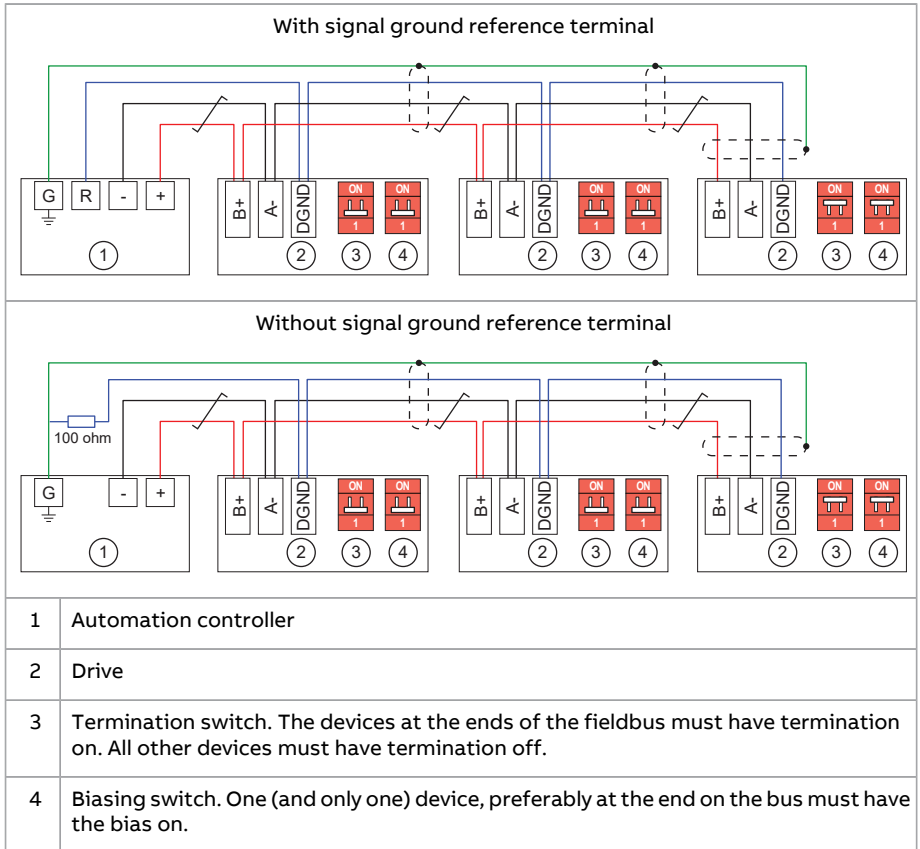 With signal ground reference terminal
G R - + B+ A- DGND ON ON B+ A- DGND ON ON B+ A- DGND ON ON
1 1 1 1 1 1
1 2 3 4 2 3 4 2 3 4
Without signal ground reference terminal
100 ohm
G - + B+ A- DGND ON ON B+ A- DGND ON ON B+ A- DGND ON ON
1 1 1 1 1 1
1 2 3 4 2 3 4 2 3 4
1 Automation controller
2 Drive
3 Termination switch. The devices at the ends of the fieldbus must have termination
on. All other devices must have termination off.
4 Biasing switch. One (and only one) device, preferably at the end on the bus must have
the bias on.